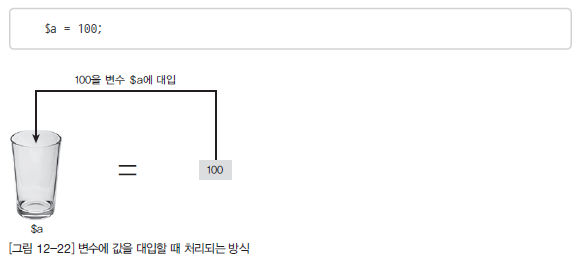 $a = 100;
100을 변수 $a에 대입
=
100
$a
[그림 12-22] 변수에 값을 대입할 때 처리되는 방식